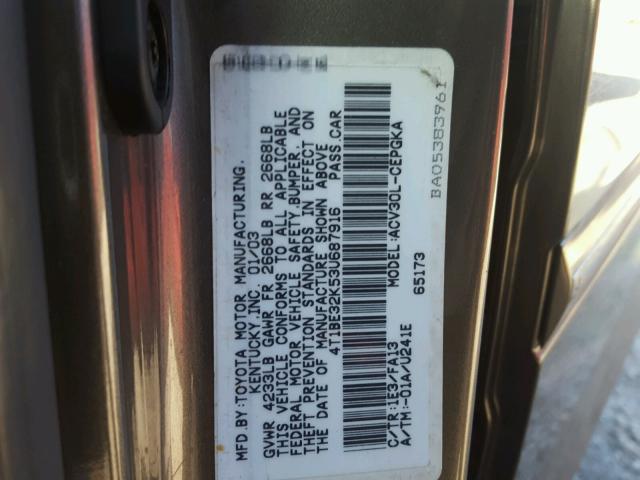 MFD.BY:TOYOTA MOTOR MANUFACTURING.
KENTUCKY.INC. 01/03
GVWR 4233LB GAWR FR 2668LB RR 2668LB
THIS VEHICLE CONFORMS TO ALL APPLICABLE
FEDERAL MOTOR VEHICLE SAFETY, BUMPER, AND
THEFT PREVENTION STANDARDS IN EFFECT ON
THE DATE OF MANUFACTURE SHOWN ABOVE
4T1BE32K53U687916 PASS.CAR
MODEL:ACV30L-CEPGKA
C/TR:1E3/FA13
A/TM:-01A/U241E 65173
BA05383961